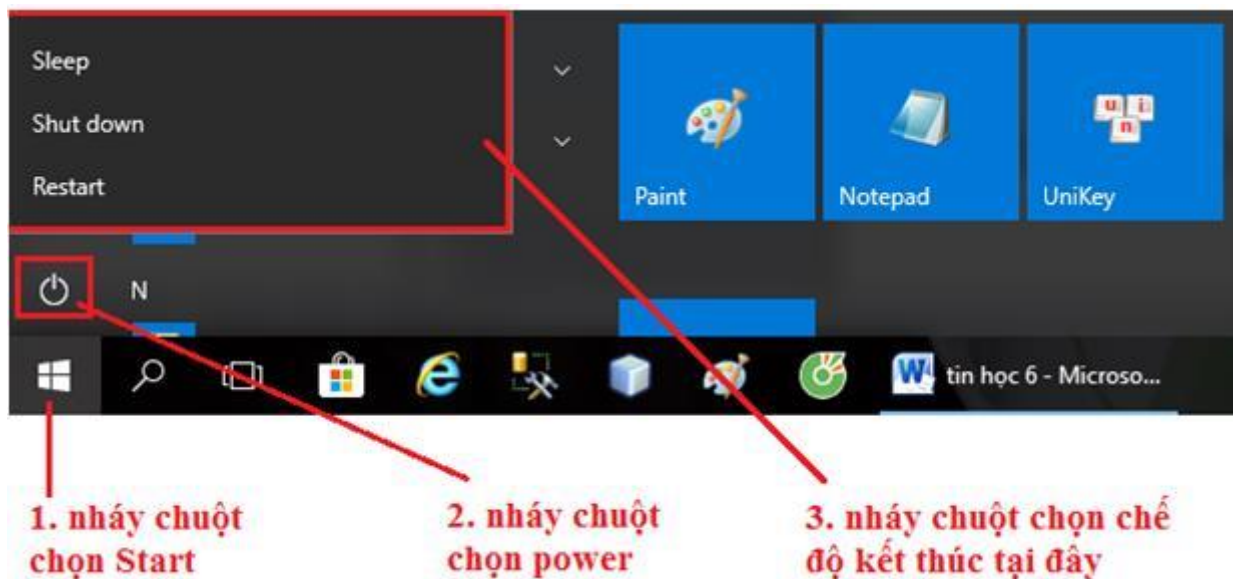 Sleep
Shut down
Restart
Paint
Notepad
u i
n
UniKey
N
W
tin học 6 - Microso...
1. nháy chuột
chọn Start
2. nháy chuột
chọn power
3. nháy chuột chọn chế
độ kết thúc tại đây